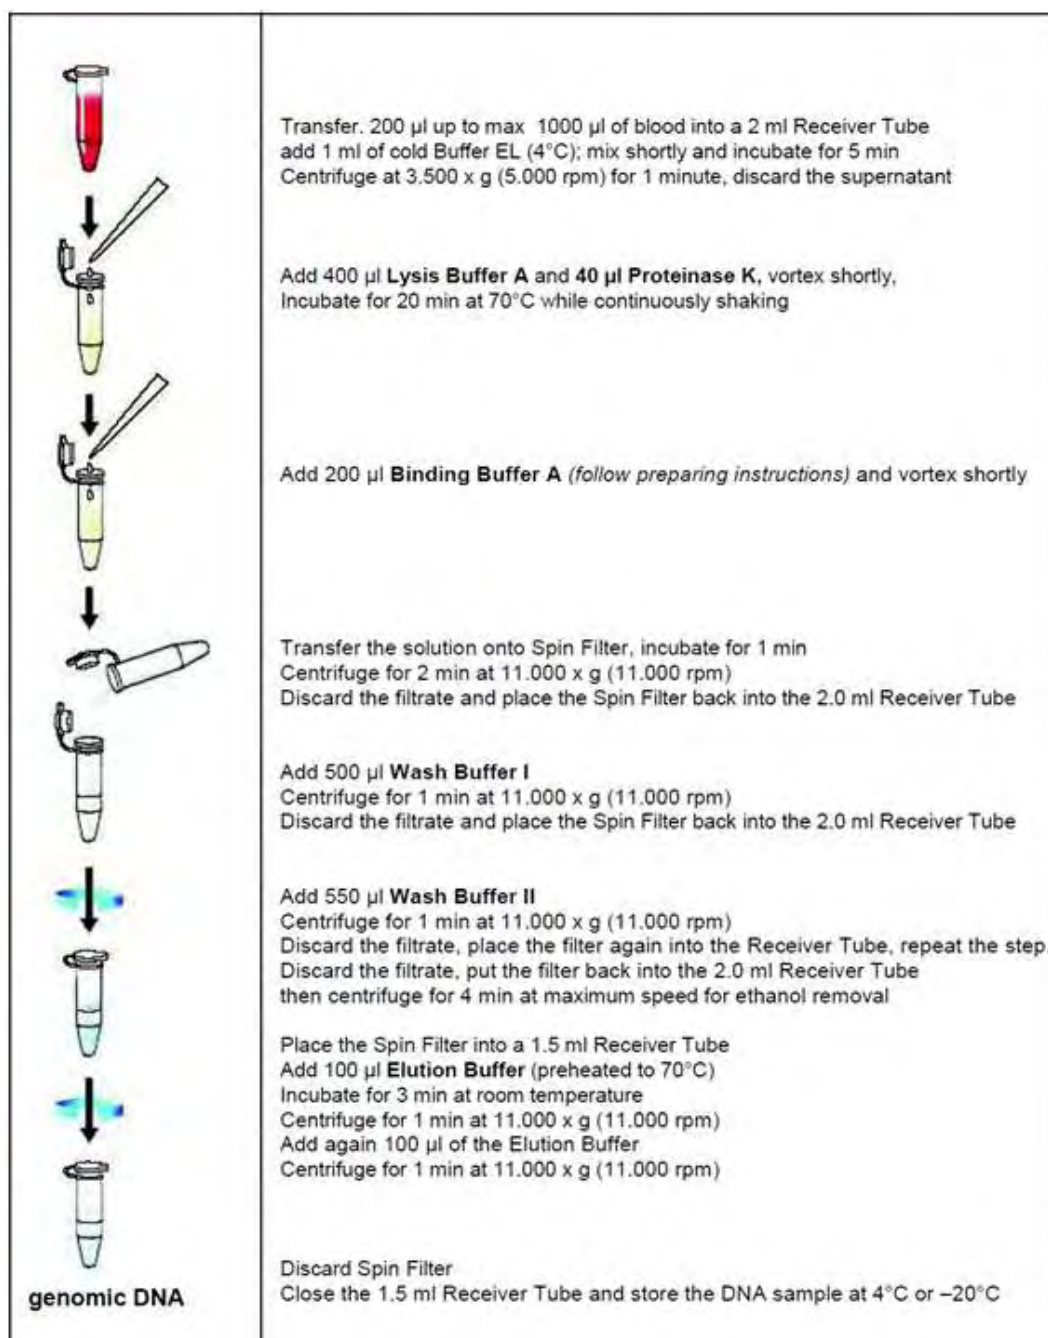 Transfer. 200 µl up to max 1000 µl of blood into a 2 ml Receiver Tube
add 1 ml of cold Buffer EL (4°C); mix shortly and incubate for 5 min
Centrifuge at 3.500 x g (5.000 rpm) for 1 minute, discard the supernatant
Add 400 µl Lysis Buffer A and 40 µl Proteinase K, vortex shortly,
Incubate for 20 min at 70°C while continuously shaking
Add 200 µl Binding Buffer A (follow preparing instructions) and vortex shortly
Transfer the solution onto Spin Filter, incubate for 1 min
Centrifuge for 2 min at 11.000 x g (11.000 rpm)
Discard the filtrate and place the Spin Filter back into the 2.0 ml Receiver Tube
Add 500 µl Wash Buffer I
Centrifuge for 1 min at 11.000 x g (11.000 rpm)
Discard the filtrate and place the Spin Filter back into the 2.0 ml Receiver Tube
Add 550 µl Wash Buffer II
Centrifuge for 1 min at 11.000 x g (11.000 rpm)
Discard the filtrate, place the filter again into the Receiver Tube, repeat the step.
Discard the filtrate, put the filter back into the 2.0 ml Receiver Tube
then centrifuge for 4 min at maximum speed for ethanol removal
Place the Spin Filter into a 1.5 ml Receiver Tube
Add 100 µl Elution Buffer (preheated to 70°C)
Incubate for 3 min at room temperature
Centrifuge for 1 min at 11.000 x g (11.000 rpm)
Add again 100 µl of the Elution Buffer
Centrifuge for 1 min at 11.000 x g (11.000 rpm)
Discard Spin Filter
Close the 1.5 ml Receiver Tube and store the DNA sample at 4°C or –20°C
genomic DNA